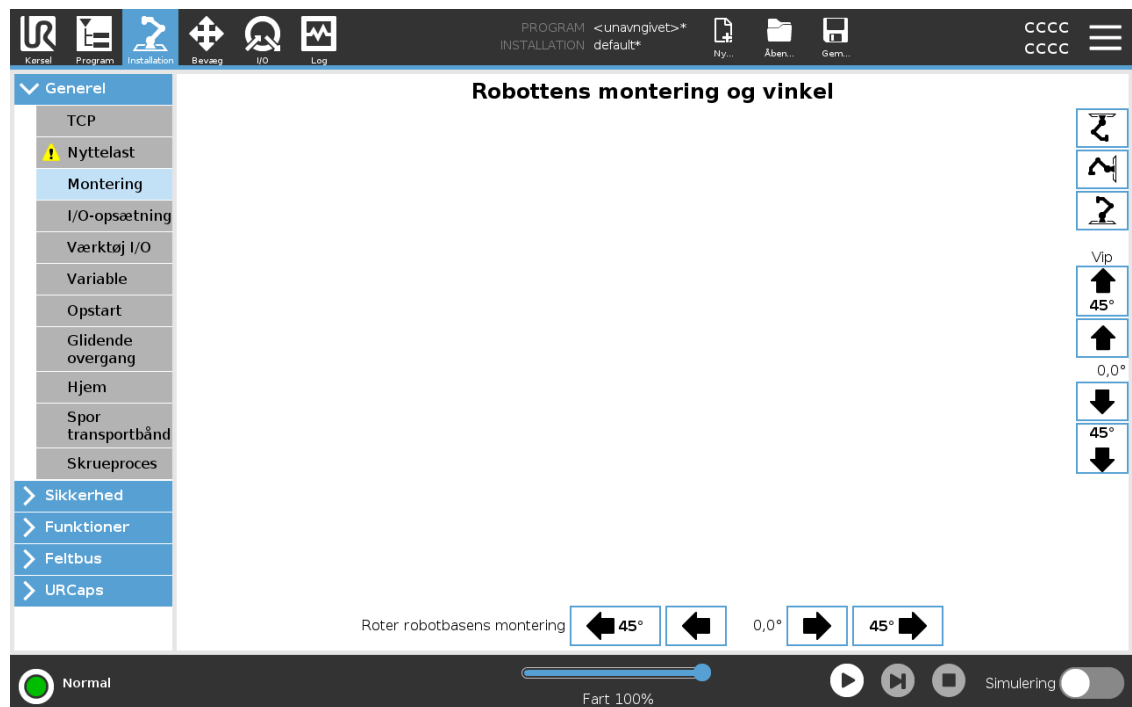 PROGRAM <unavngivet>*
INSTALLATION default*
Kørsel
Program
Installation
Bevæg
I/O
Log
Ny...
Åben...
Gem...
CCCC
CCCC
Generel
TCP
Nyttelast
Montering
I/O-opsætning
Værktøj I/O
Variable
Opstart
Glidende
overgang
Hjem
Spor
transportbånd
Skrueproces
Sikkerhed
Funktioner
Feltbus
URCaps
Robottens montering og vinkel
Vip
45°
0,0°
45°
Roter robotbasens montering 45° 0,0° 45°
Normal
Fart 100%
Simulering